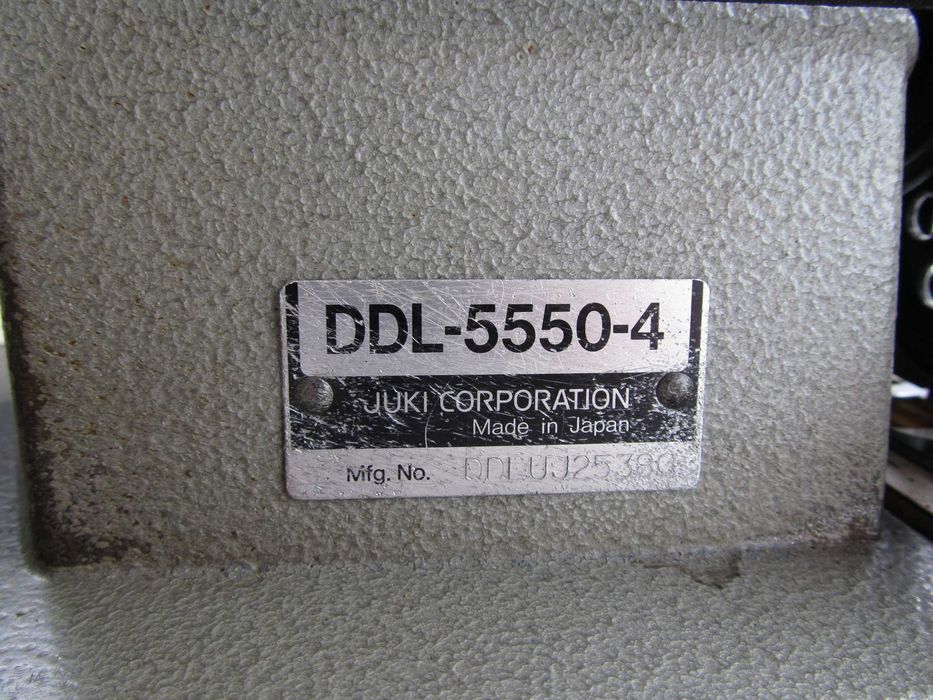 DDL-5550-4
JUKI CORPORATION
Made in Japan
Mfg. No.